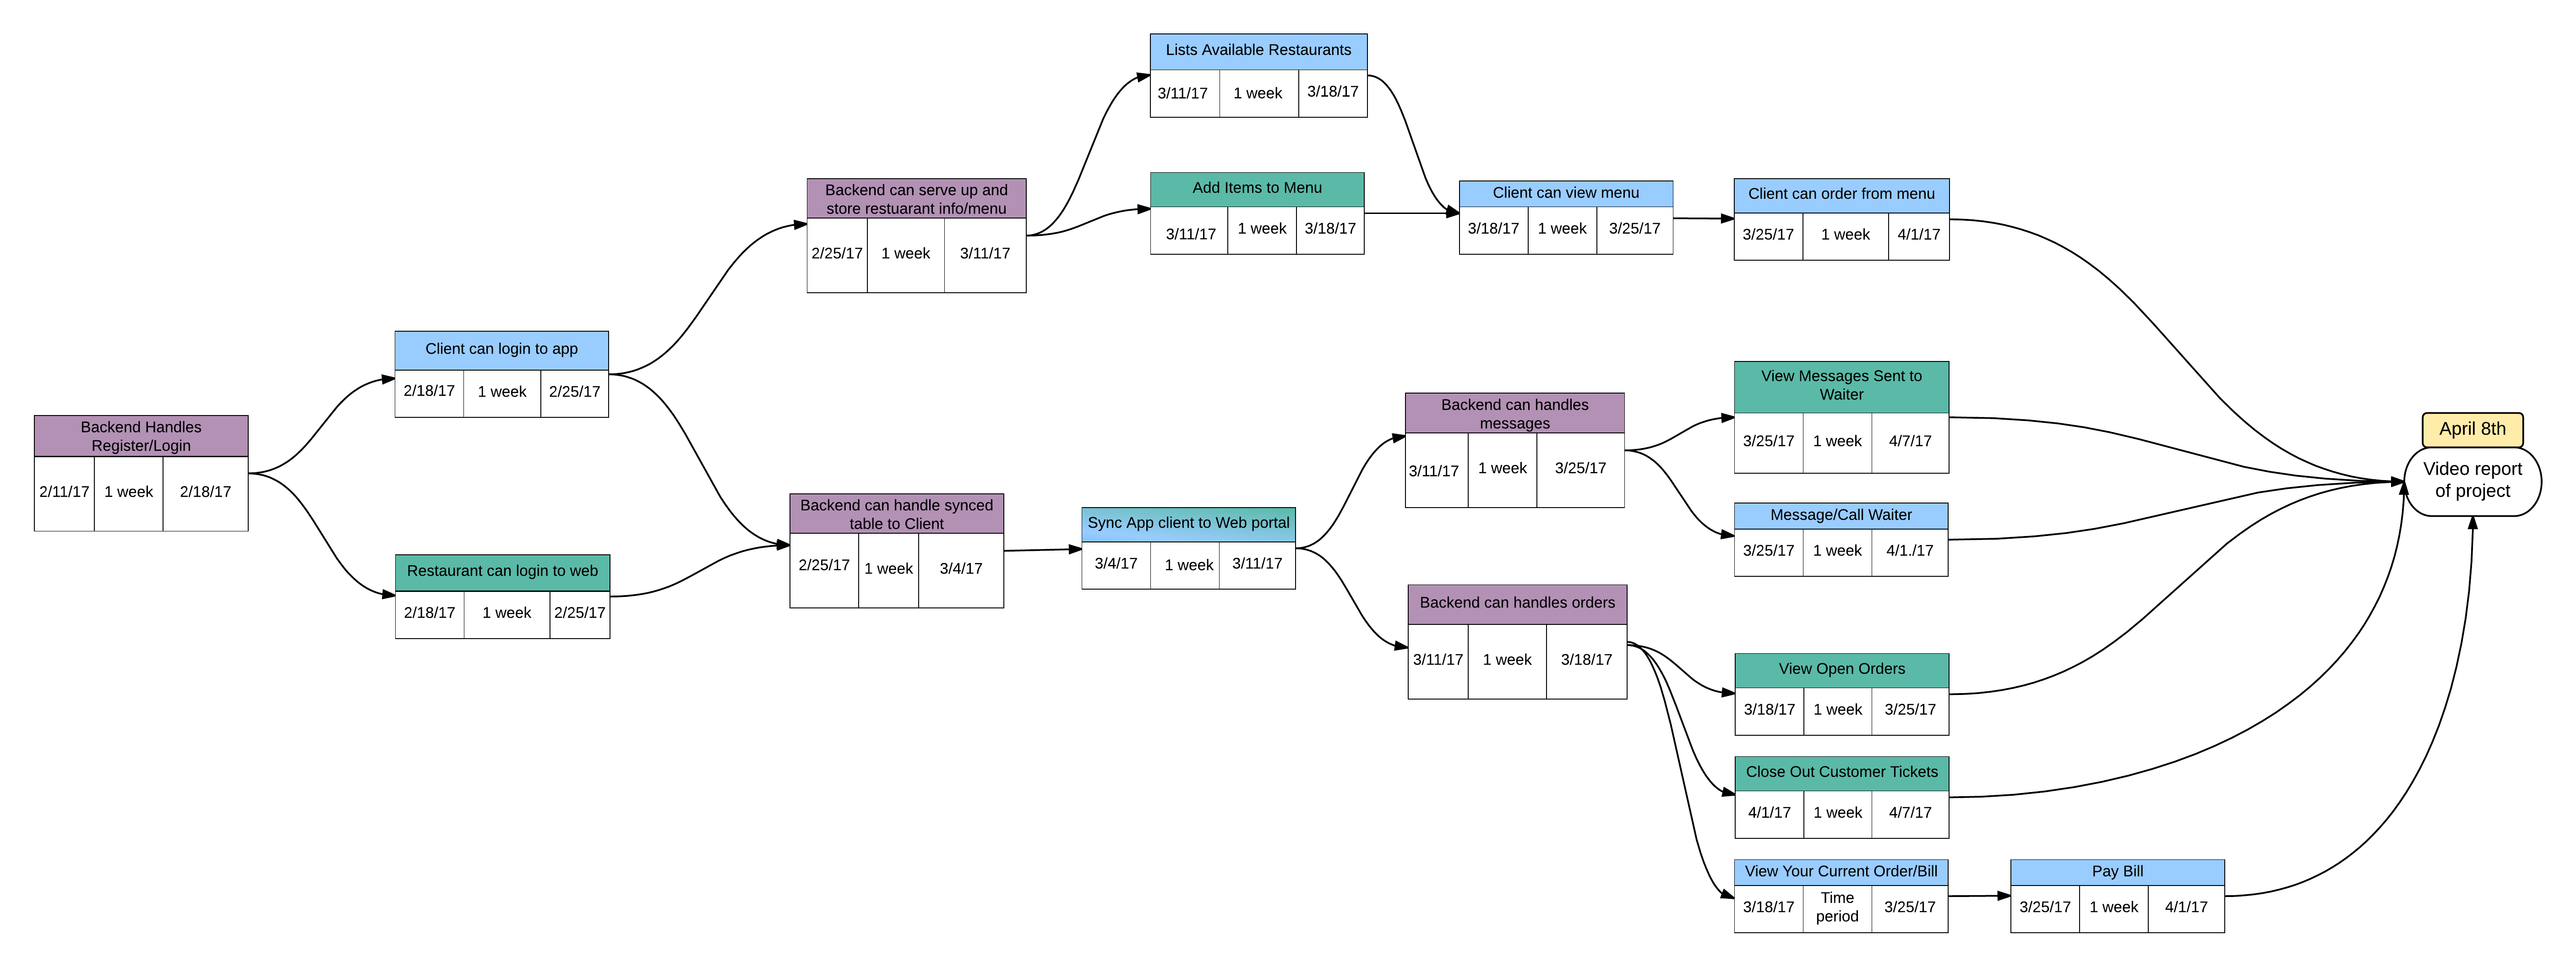 Backend Handles
Register/Login
2/11/17 1 week 2/18/17
Client can login to app
2/18/17 1 week 2/25/17
Restaurant can login to web
2/18/17 1 week 2/25/17
Backend can serve up and
store restuarant info/menu
2/25/17 1 week 3/11/17
Backend can handle synced
table to Client
2/25/17 1 week 3/4/17
Lists Available Restaurants
3/11/17 1 week 3/18/17
Add Items to Menu
3/11/17 1 week 3/18/17
Sync App client to Web portal
3/4/17 1 week 3/11/17
Client can view menu
3/18/17 1 week 3/25/17
Client can order from menu
3/25/17 1 week 4/1/17
Backend can handles
messages
3/11/17 1 week 3/25/17
Backend can handles orders
3/11/17 1 week 3/18/17
View Messages Sent to
Waiter
3/25/17 1 week 4/7/17
Message/Call Waiter
3/25/17 1 week 4/1./17
View Open Orders
3/18/17 1 week 3/25/17
Close Out Customer Tickets
4/1/17 1 week 4/7/17
View Your Current Order/Bill
3/18/17 Time period 3/25/17
Pay Bill
3/25/17 1 week 4/1/17
April 8th
Video report
of project